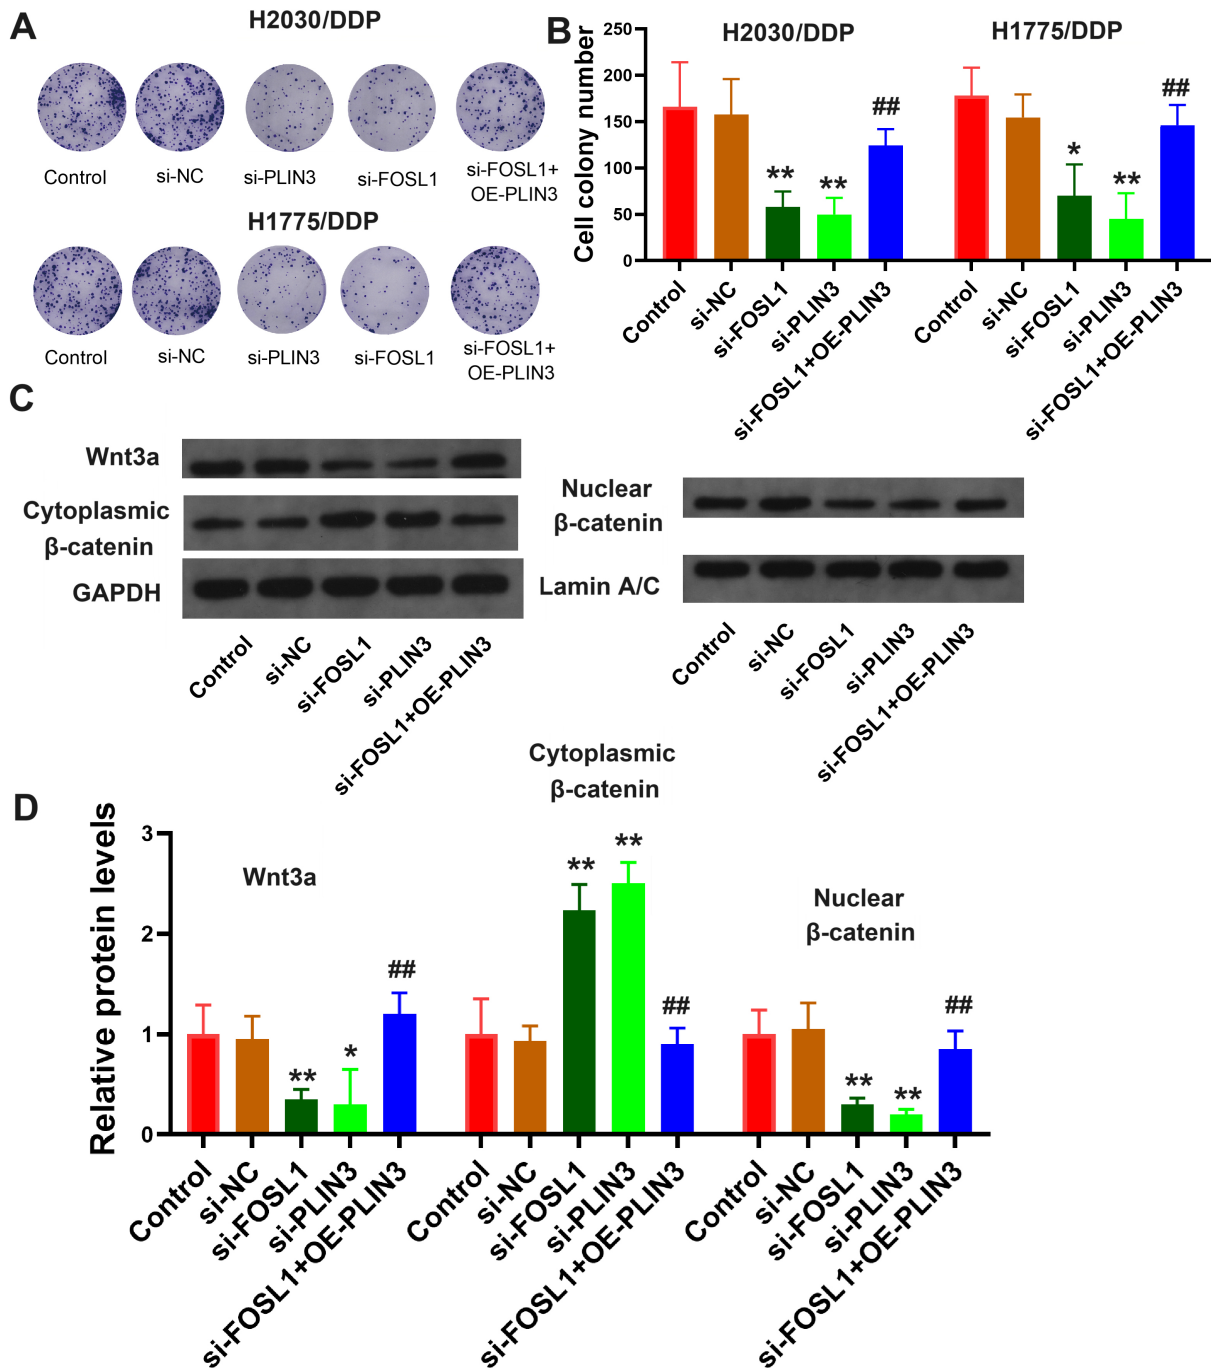 A
H2030/DDP
Control
si-NC
si-PLIN3
si-FOSL1
si-FOSL1+
OE-PLIN3
H1775/DDP
Control
si-NC
si-PLIN3
si-FOSL1
si-FOSL1+
OE-PLIN3
B
Cell colony number
250
200
150
100
50
0
H2030/DDP
H1775/DDP
**
**
##
*
**
##
Control
si-NC
si-FOSL1
si-PLIN3
si-FOSL1+OE-PLIN3
Control
si-NC
si-FOSL1
si-PLIN3
si-FOSL1+OE-PLIN3
C
Wnt3a
Cytoplasmic
β-catenin
GAPDH
Control
si-NC
si-FOSL1
si-PLIN3
si-FOSL1+OE-PLIN3
Nuclear
β-catenin
Lamin A/C
Control
si-NC
si-FOSL1
si-PLIN3
si-FOSL1+OE-PLIN3
D
Relative protein levels
3
2
1
0
Wnt3a
Cytoplasmic
β-catenin
Nuclear
β-catenin
**
*
##
**
**
##
**
**
##
Control
si-NC
si-FOSL1
si-PLIN3
si-FOSL1+OE-PLIN3
Control
si-NC
si-FOSL1
si-PLIN3
si-FOSL1+OE-PLIN3
Control
si-NC
si-FOSL1
si-PLIN3
si-FOSL1+OE-PLIN3